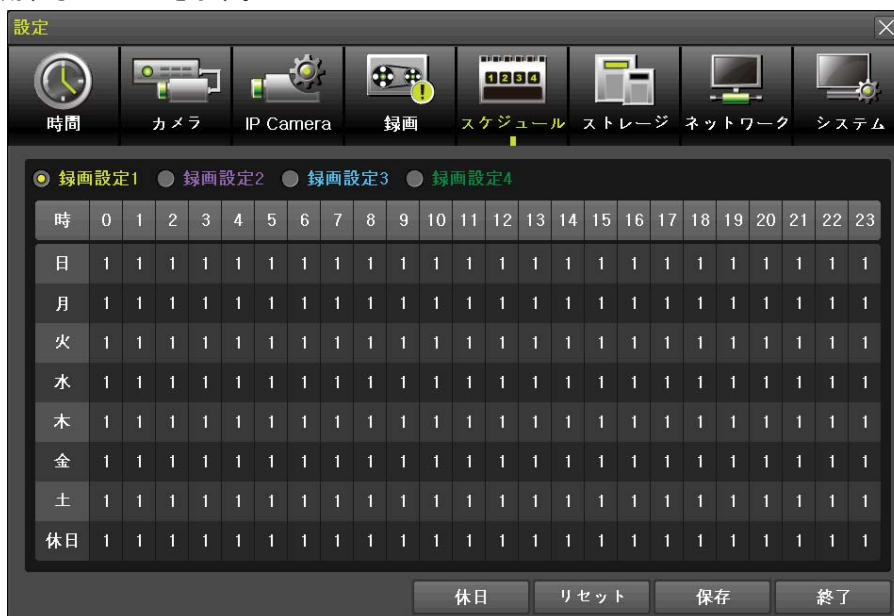 設定
1 2 3 4
時間 カメラ IP Camera 録画 スケジュール ストレージ ネットワーク システム
録画設定1 録画設定2 録画設定3 録画設定4
時 0 1 2 3 4 5 6 7 8 9 10 11 12 13 14 15 16 17 18 19 20 21 22 23
日 1 1 1 1 1 1 1 1 1 1 1 1 1 1 1 1 1 1 1 1 1 1 1 1
月 1 1 1 1 1 1 1 1 1 1 1 1 1 1 1 1 1 1 1 1 1 1 1 1
火 1 1 1 1 1 1 1 1 1 1 1 1 1 1 1 1 1 1 1 1 1 1 1 1
水 1 1 1 1 1 1 1 1 1 1 1 1 1 1 1 1 1 1 1 1 1 1 1 1
木 1 1 1 1 1 1 1 1 1 1 1 1 1 1 1 1 1 1 1 1 1 1 1 1
金 1 1 1 1 1 1 1 1 1 1 1 1 1 1 1 1 1 1 1 1 1 1 1 1
土 1 1 1 1 1 1 1 1 1 1 1 1 1 1 1 1 1 1 1 1 1 1 1 1
休日 1 1 1 1 1 1 1 1 1 1 1 1 1 1 1 1 1 1 1 1 1 1 1 1
休日 リセット 保存 終了